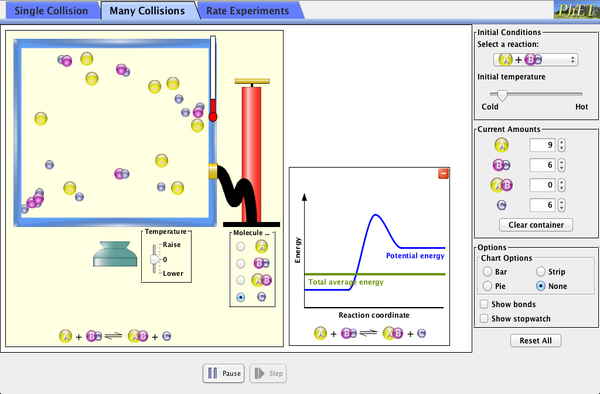 Single Collision
Many Collisions
Rate Experiments
PhET
Initial Conditions
Select a reaction:
A + BC
Initial temperature
Cold Hot
Current Amounts
A 9
BC 6
AB 0
C 6
Clear container
Options
Chart Options
Bar Strip
Pie None
Show bonds
Show stopwatch
Reset All
Temperature
Raise
0
Lower
Molecule ..
A
BC
AB
C
A + BC ⇌ AB + C
Energy
Potential energy
Total average energy
Reaction coordinate
A + BC ⇌ AB + C
Pause
Step